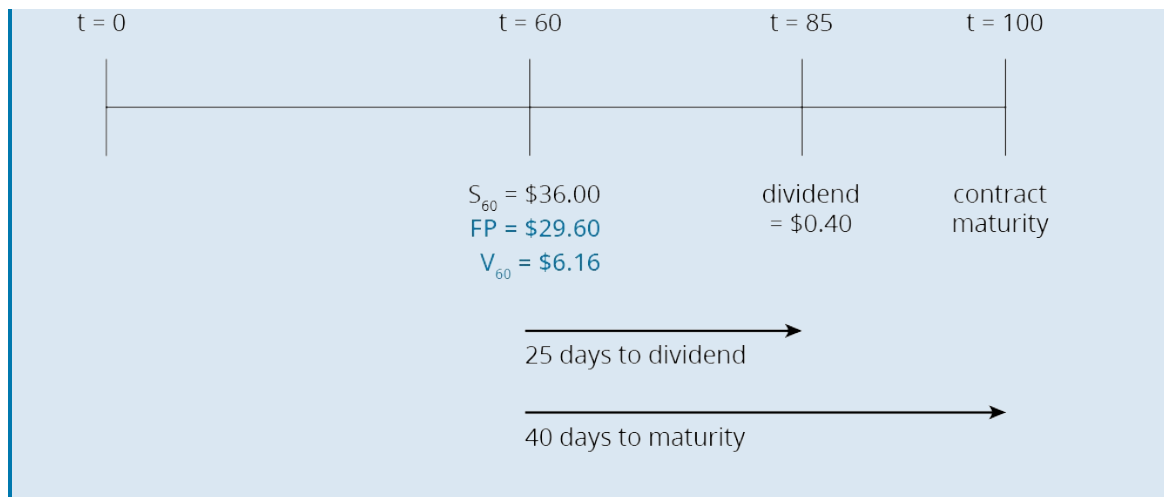 t = 0
t = 60
t = 85
t = 100
S60 = $36.00
FP = $29.60
V60 = $6.16
dividend
= $0.40
contract
maturity
25 days to dividend
40 days to maturity